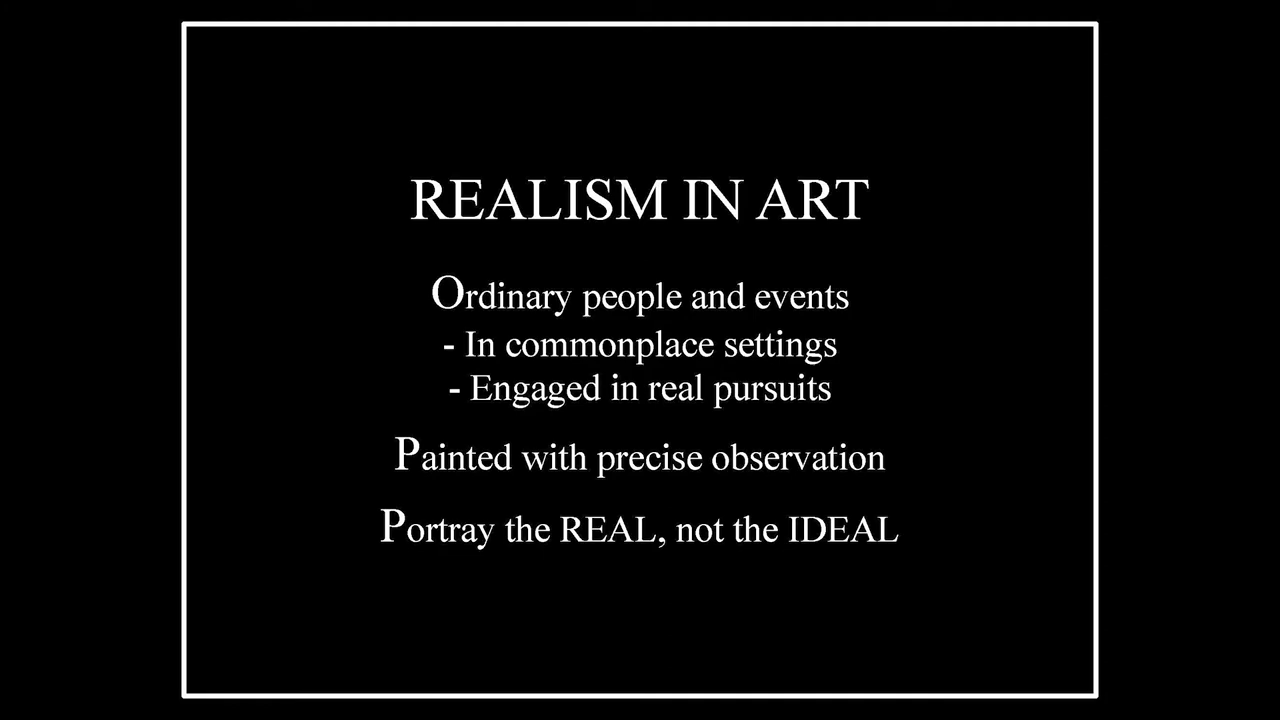 REALISM IN ART
Ordinary people and events
- In commonplace settings
- Engaged in real pursuits
Painted with precise observation
Portray the REAL, not the IDEAL